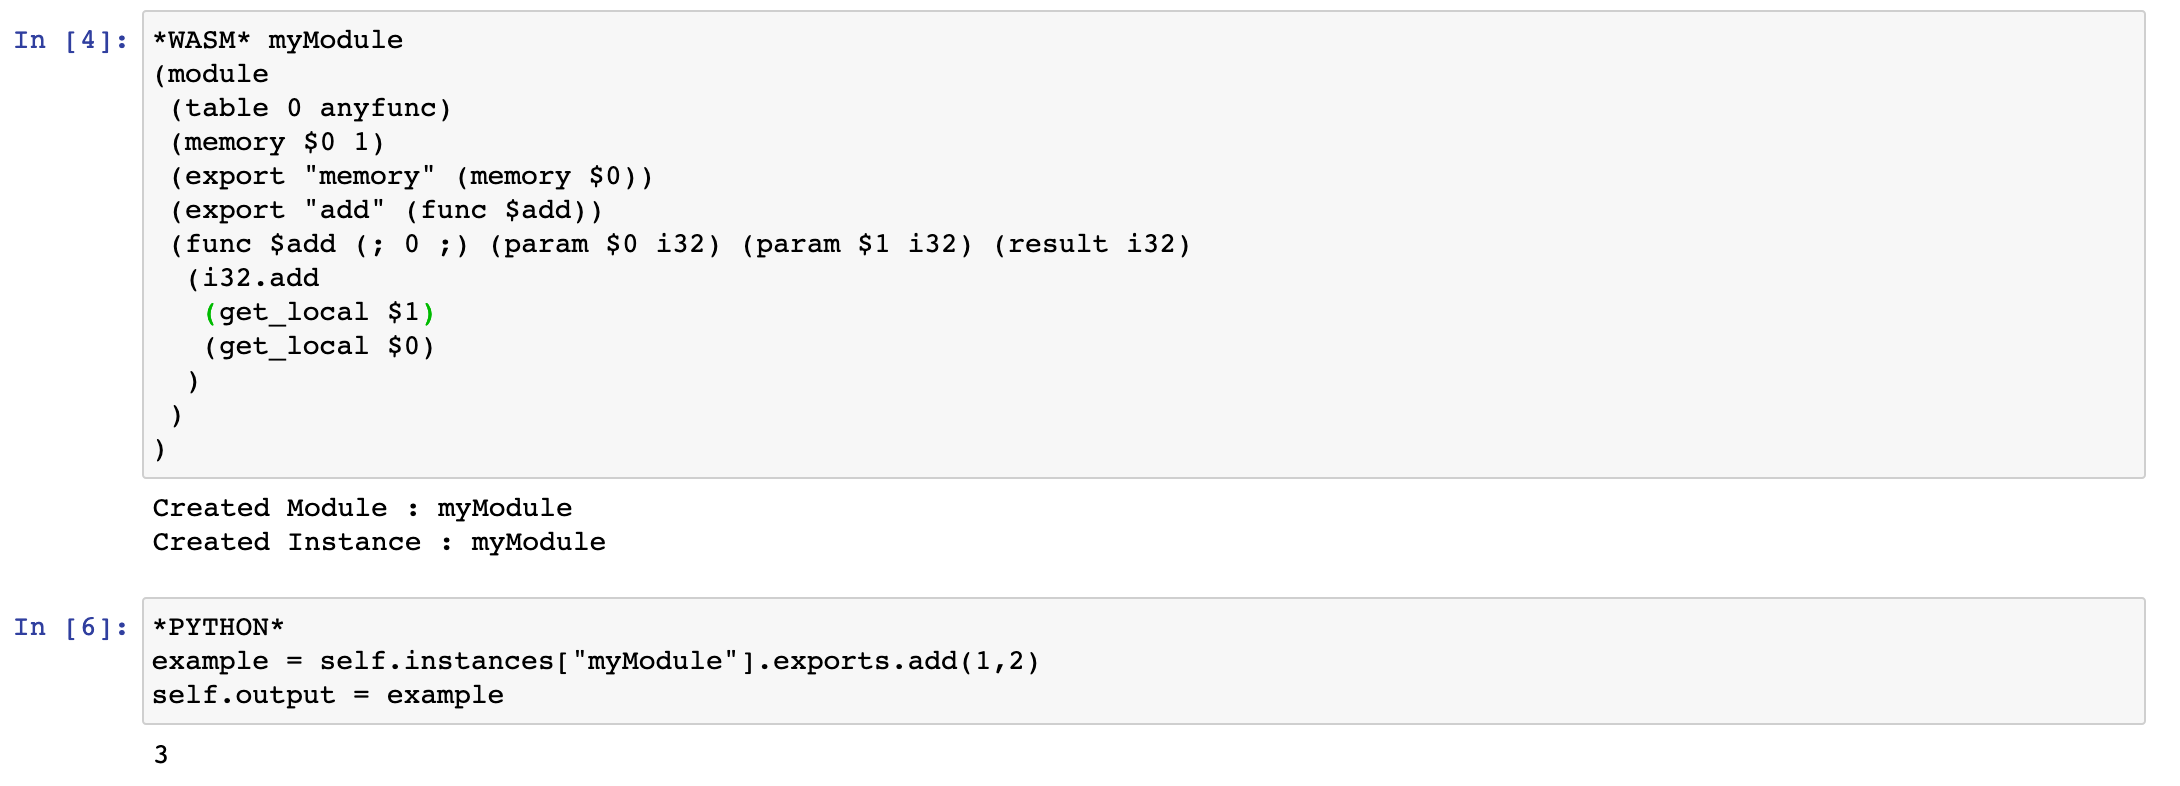 In [4]: *WASM* myModule
(module
 (table 0 anyfunc)
 (memory $0 1)
 (export "memory" (memory $0))
 (export "add" (func $add))
 (func $add (; 0 ;) (param $0 i32) (param $1 i32) (result i32)
  (i32.add
   (get_local $1)
   (get_local $0)
  )
 )
)
Created Module : myModule
Created Instance : myModule
In [6]: *PYTHON*
example = self.instances["myModule"].exports.add(1,2)
self.output = example
3